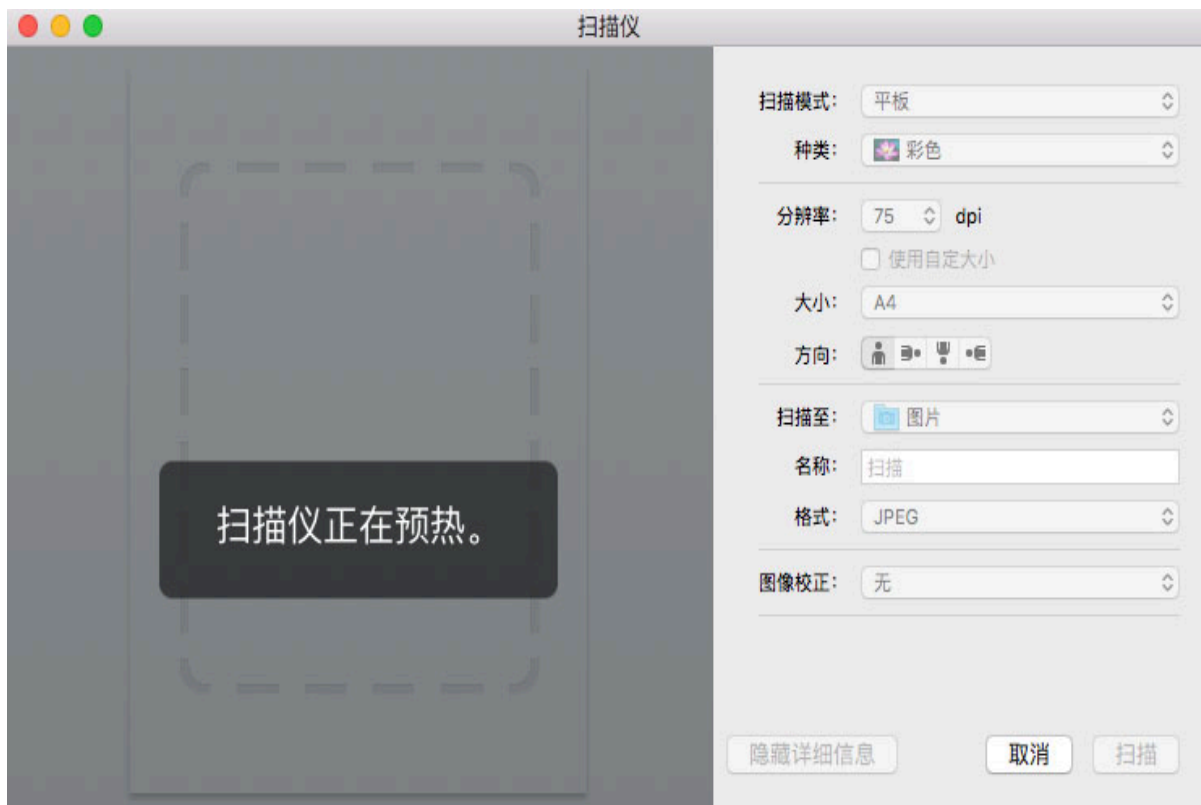 扫描仪
扫描模式： 平板
种类： 彩色
分辨率： 75 dpi
使用自定大小
大小： A4
方向：
扫描至： 图片
名称： 扫描
格式： JPEG
图像校正： 无
扫描仪正在预热。
隐藏详细信息 取消 扫描